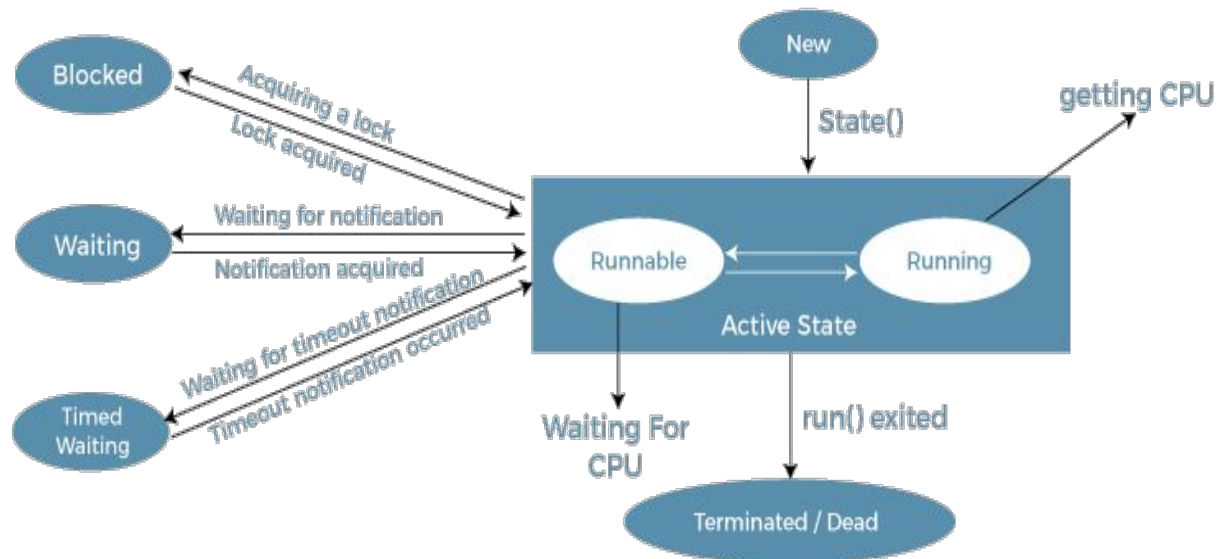 New
Blocked
Acquiring a lock
Lock acquired
State()
getting CPU
Waiting for notification
Waiting
Notification acquired
Runnable
Running
Active State
Waiting for timeout notification
Timeout notification occurred
Timed
Waiting
Waiting For
CPU
run() exited
Terminated / Dead